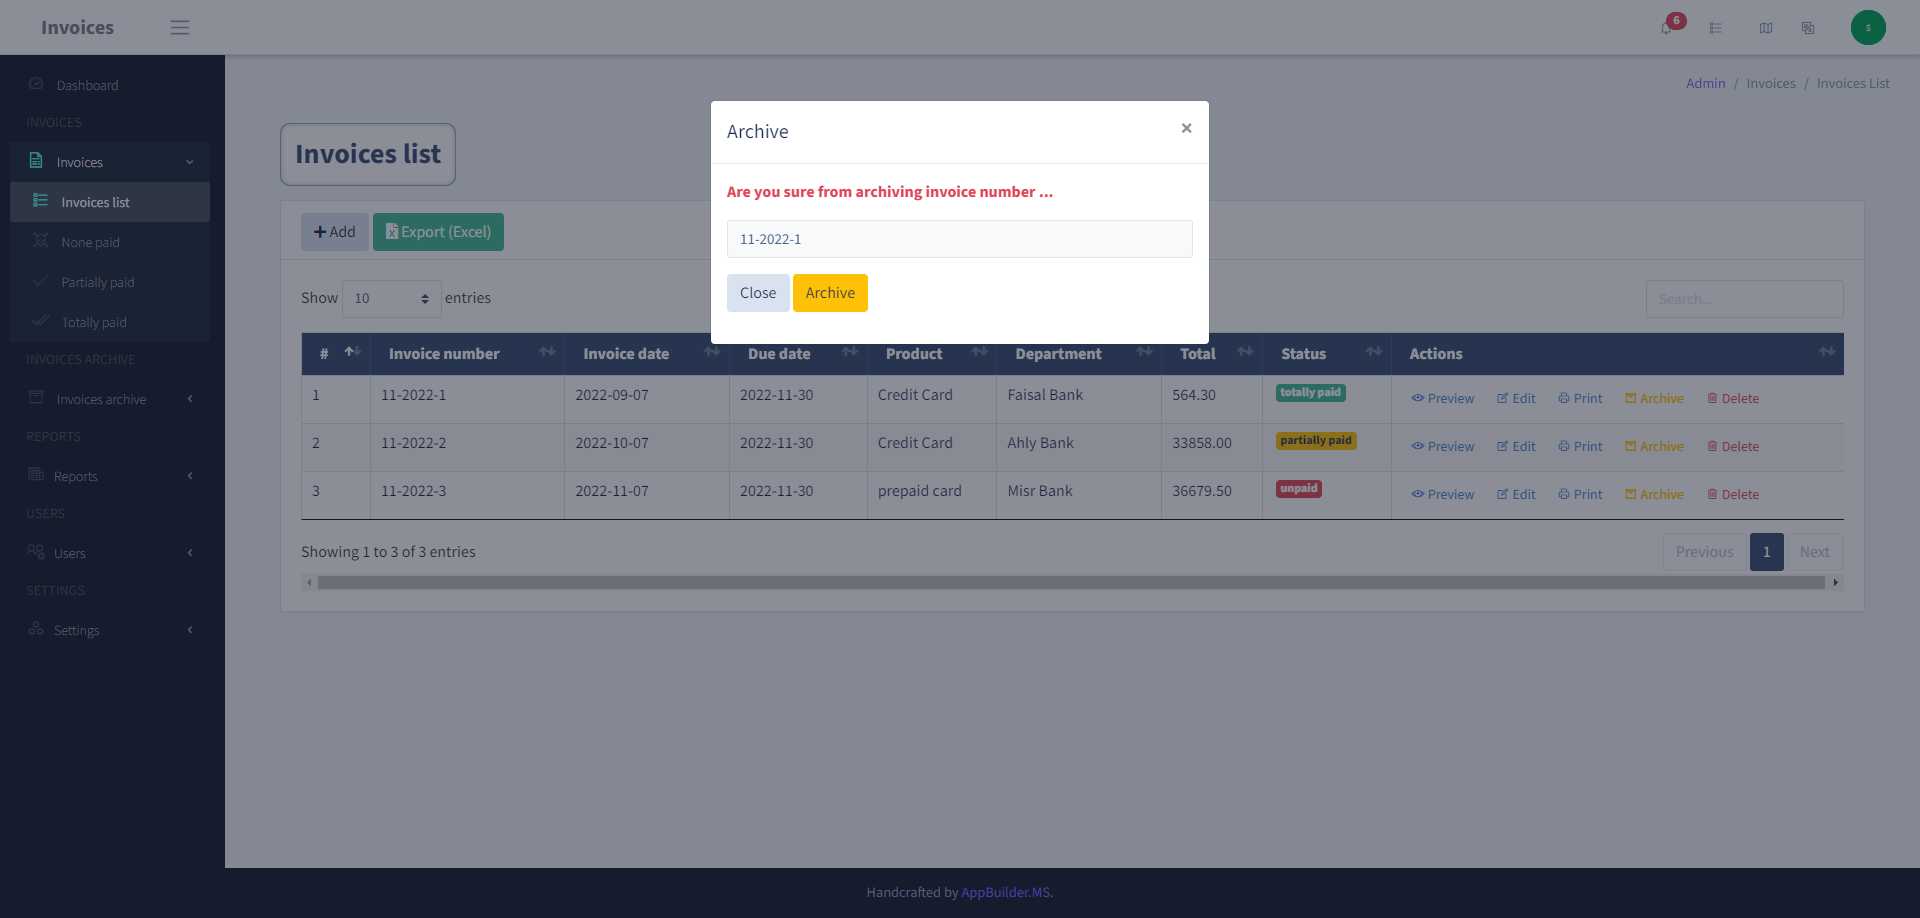 Invoices
6
$
Admin / Invoices / Invoices List
Dashboard
INVOICES
Invoices
Invoices list
None paid
Partially paid
Totally paid
INVOICES ARCHIVE
Invoices archive
REPORTS
Reports
USERS
Users
SETTINGS
Settings
Invoices list
Add
Export (Excel)
Show 10 entries
Search...
Archive
×
Are you sure from archiving invoice number ...
11-2022-1
Close
Archive
# Invoice number Invoice date Due date Product Department Total Status Actions
1 11-2022-1 2022-09-07 2022-11-30 Credit Card Faisal Bank 564.30 totally paid Preview Edit Print Archive Delete
2 11-2022-2 2022-10-07 2022-11-30 Credit Card Ahly Bank 33858.00 partially paid Preview Edit Print Archive Delete
3 11-2022-3 2022-11-07 2022-11-30 prepaid card Misr Bank 36679.50 unpaid Preview Edit Print Archive Delete
Showing 1 to 3 of 3 entries
Previous 1 Next
Handcrafted by AppBuilder.MS.